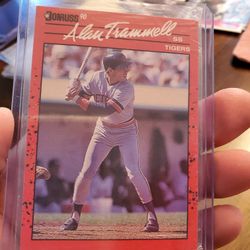 DONRUSS '90
Alan Trammell
SS
TIGERS